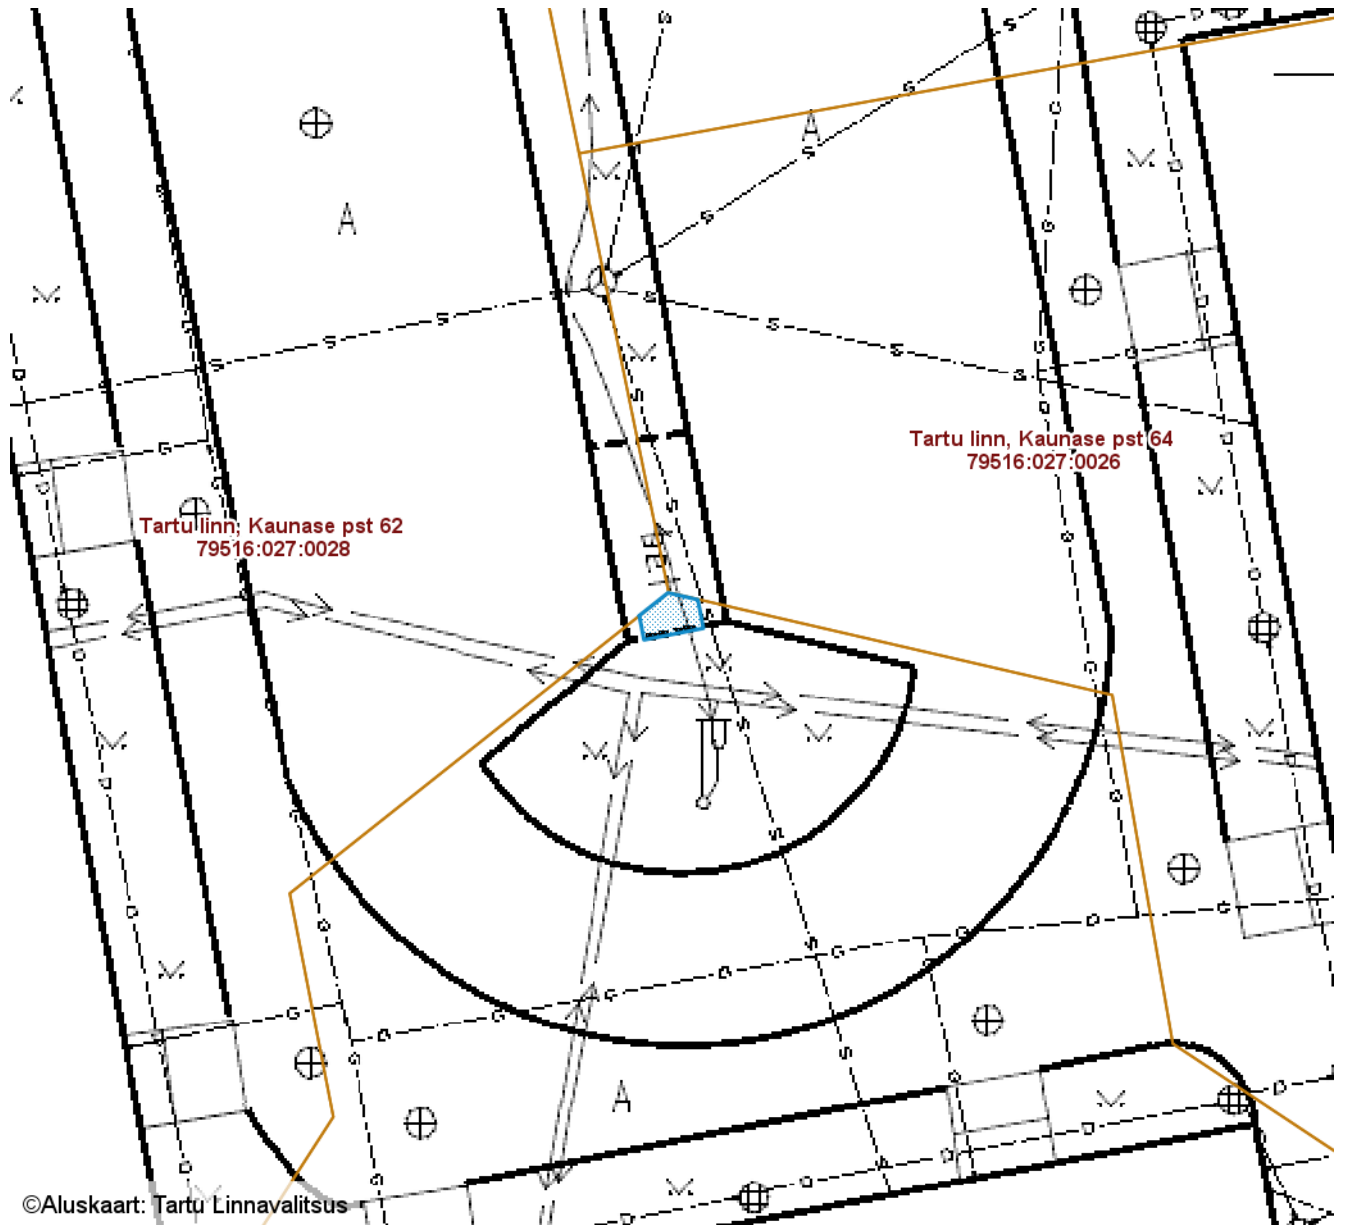 A
A
Tartu linn, Kaunase pst 64
79516:027:0026
Tartu linn, Kaunase pst 62
79516:027:0028
A
©Aluskaart: Tartu Linnavalitsus